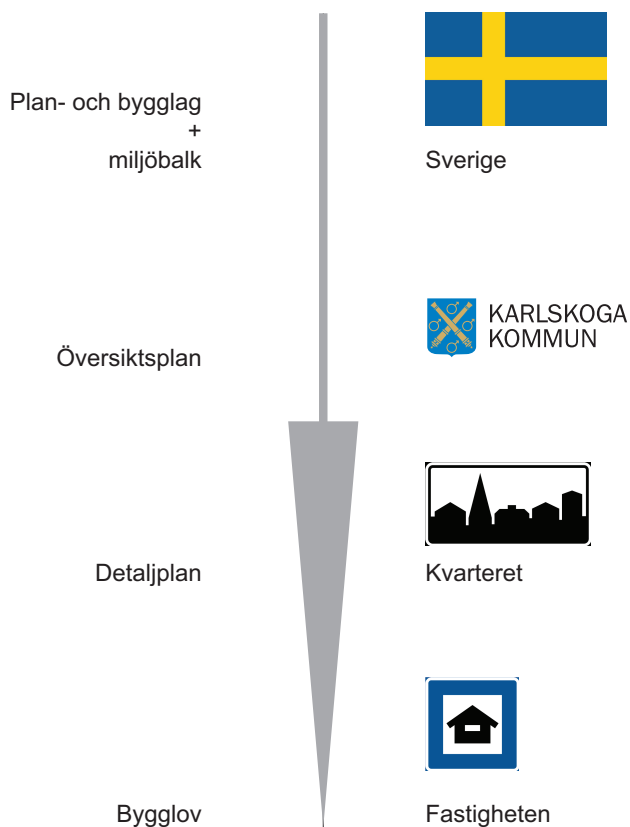 Plan- och bygglag
+
miljöbalk
Sverige
KARLSKOGA
KOMMUN
Översiktsplan
Detaljplan
Kvarteret
Bygglov
Fastigheten